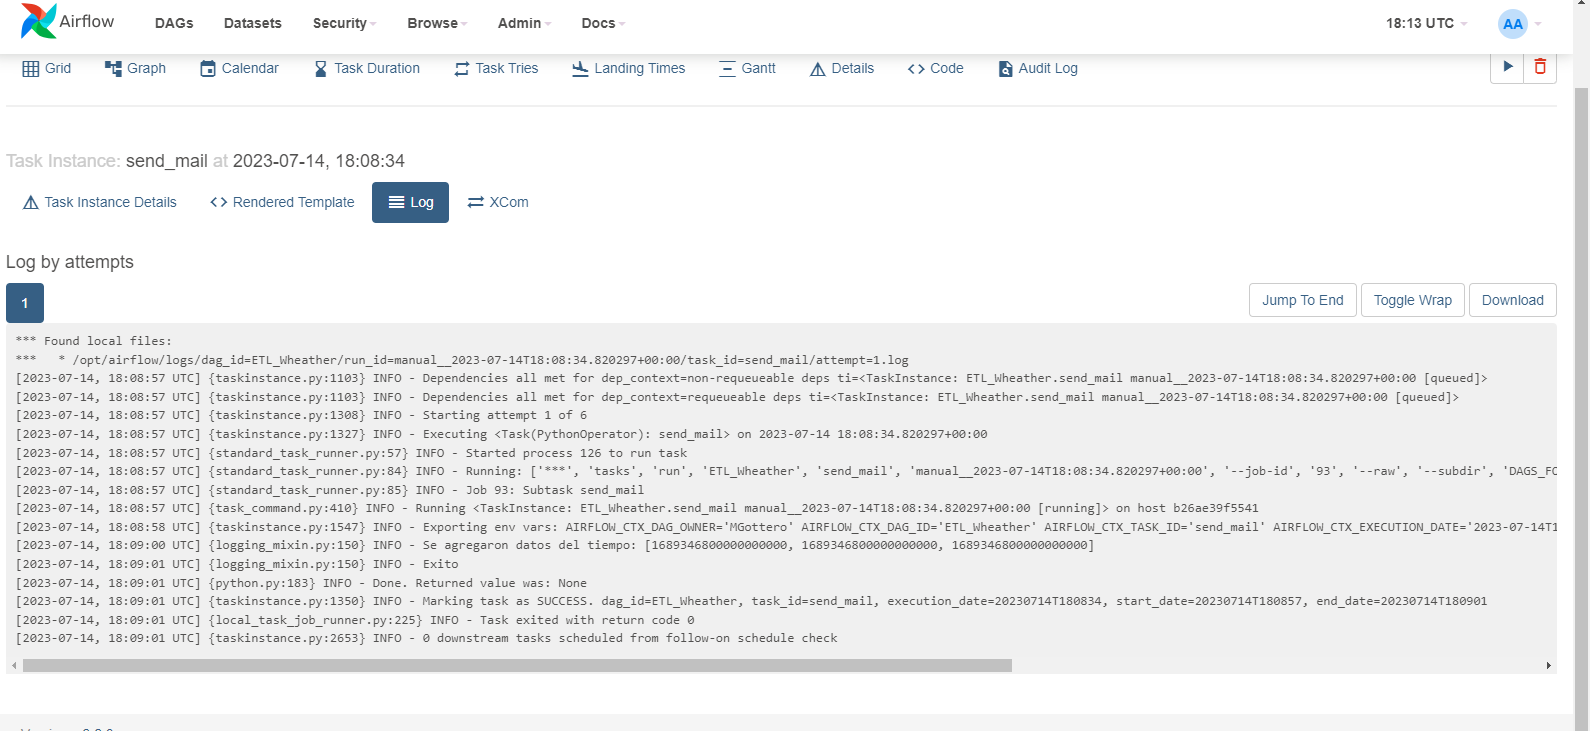 Airflow DAGs Datasets Security Browse Admin Docs 18:13 UTC AA
Grid Graph Calendar Task Duration Task Tries Landing Times Gantt Details Code Audit Log
Task Instance: send_mail at 2023-07-14, 18:08:34
Task Instance Details Rendered Template Log XCom
Log by attempts
1 Jump To End Toggle Wrap Download
*** Found local files:
***   * /opt/airflow/logs/dag_id=ETL_Wheather/run_id=manual__2023-07-14T18:08:34.820297+00:00/task_id=send_mail/attempt=1.log
[2023-07-14, 18:08:57 UTC] {taskinstance.py:1103} INFO - Dependencies all met for dep_context=non-requeueable deps ti=<TaskInstance: ETL_Wheather.send_mail manual__2023-07-14T18:08:34.820297+00:00 [queued]>
[2023-07-14, 18:08:57 UTC] {taskinstance.py:1103} INFO - Dependencies all met for dep_context=requeueable deps ti=<TaskInstance: ETL_Wheather.send_mail manual__2023-07-14T18:08:34.820297+00:00 [queued]>
[2023-07-14, 18:08:57 UTC] {taskinstance.py:1308} INFO - Starting attempt 1 of 6
[2023-07-14, 18:08:57 UTC] {taskinstance.py:1327} INFO - Executing <Task(PythonOperator): send_mail> on 2023-07-14 18:08:34.820297+00:00
[2023-07-14, 18:08:57 UTC] {standard_task_runner.py:57} INFO - Started process 126 to run task
[2023-07-14, 18:08:57 UTC] {standard_task_runner.py:84} INFO - Running: ['***', 'tasks', 'run', 'ETL_Wheather', 'send_mail', 'manual__2023-07-14T18:08:34.820297+00:00', '--job-id', '93', '--raw', '--subdir', 'DAGS_FO
[2023-07-14, 18:08:57 UTC] {standard_task_runner.py:85} INFO - Job 93: Subtask send_mail
[2023-07-14, 18:08:57 UTC] {task_command.py:410} INFO - Running <TaskInstance: ETL_Wheather.send_mail manual__2023-07-14T18:08:34.820297+00:00 [running]> on host b26ae39f5541
[2023-07-14, 18:08:58 UTC] {taskinstance.py:1547} INFO - Exporting env vars: AIRFLOW_CTX_DAG_OWNER='MGottero' AIRFLOW_CTX_DAG_ID='ETL_Wheather' AIRFLOW_CTX_TASK_ID='send_mail' AIRFLOW_CTX_EXECUTION_DATE='2023-07-14T1
[2023-07-14, 18:09:00 UTC] {logging_mixin.py:150} INFO - Se agregaron datos del tiempo: [1689346800000000000, 1689346800000000000, 1689346800000000000]
[2023-07-14, 18:09:01 UTC] {logging_mixin.py:150} INFO - Exito
[2023-07-14, 18:09:01 UTC] {python.py:183} INFO - Done. Returned value was: None
[2023-07-14, 18:09:01 UTC] {taskinstance.py:1350} INFO - Marking task as SUCCESS. dag_id=ETL_Wheather, task_id=send_mail, execution_date=20230714T180834, start_date=20230714T180857, end_date=20230714T180901
[2023-07-14, 18:09:01 UTC] {local_task_job_runner.py:225} INFO - Task exited with return code 0
[2023-07-14, 18:09:01 UTC] {taskinstance.py:2653} INFO - 0 downstream tasks scheduled from follow-on schedule check